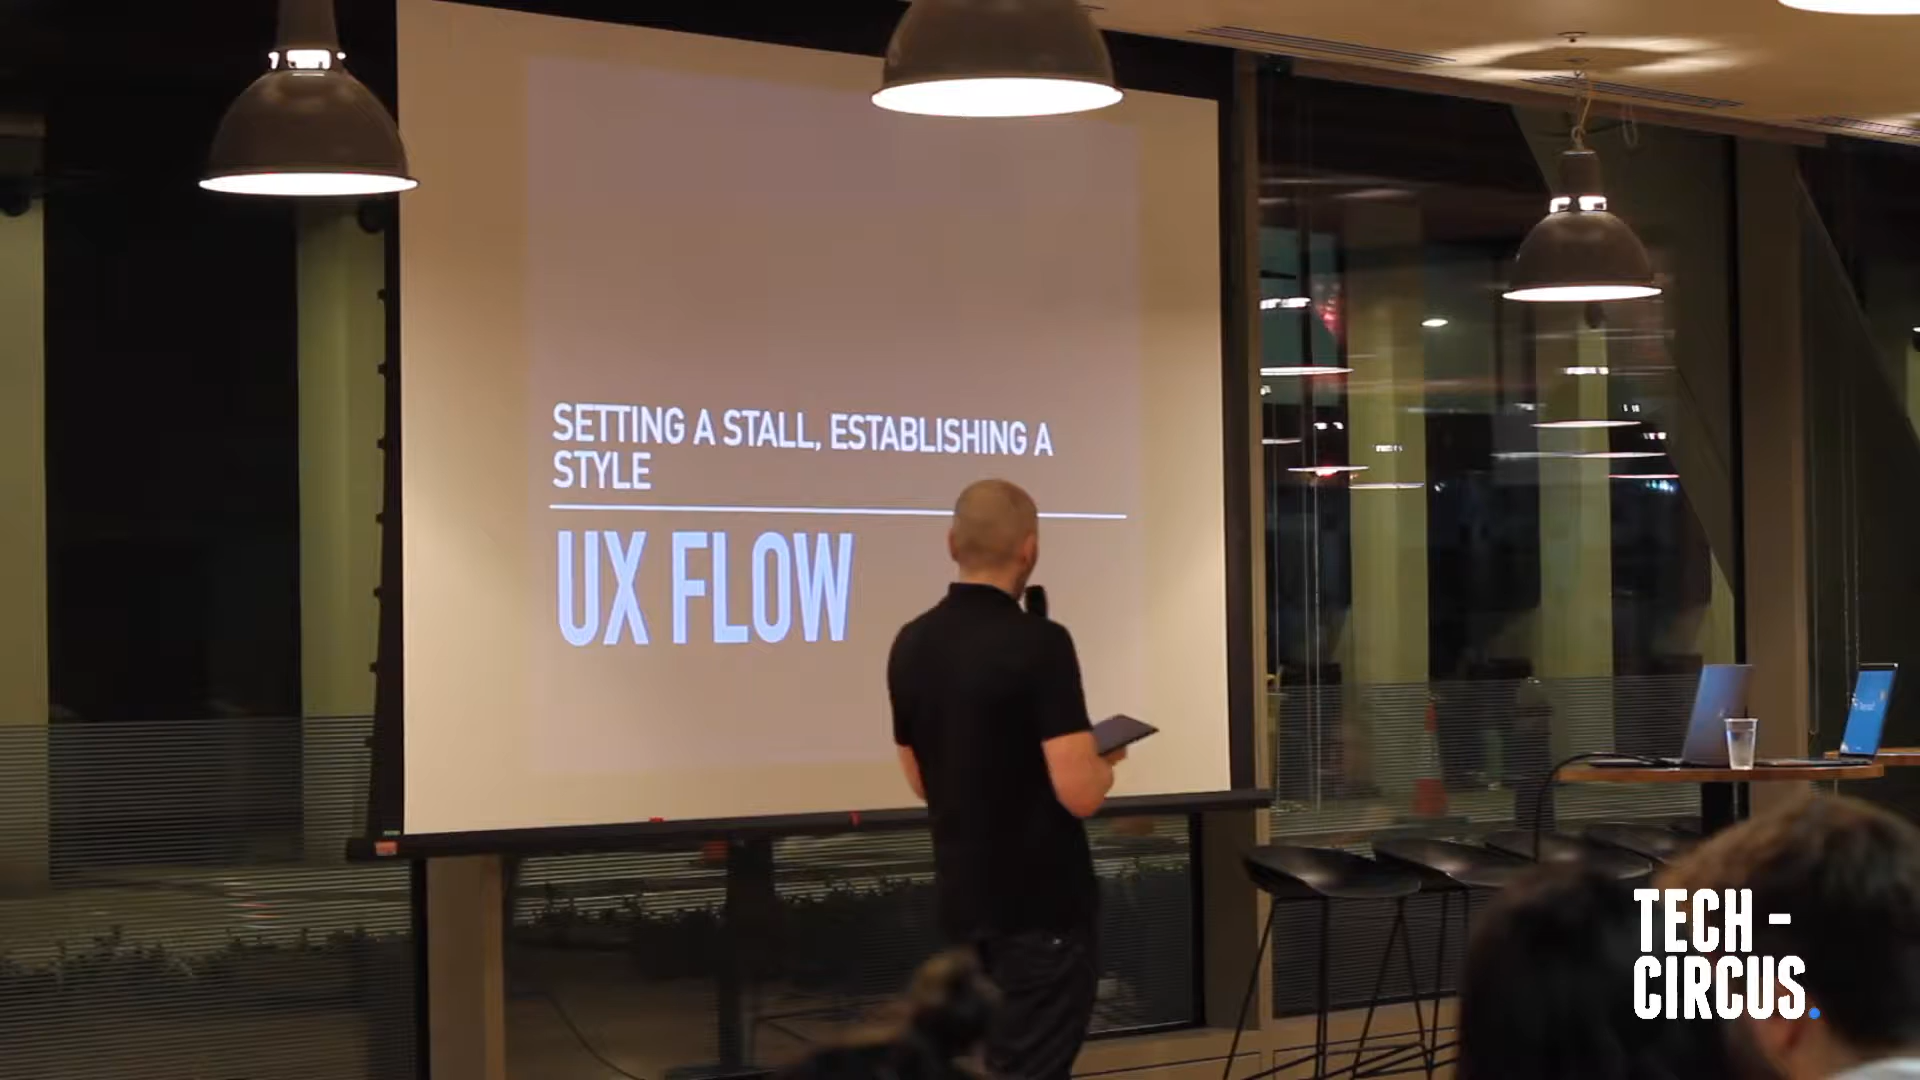 SETTING A STALL, ESTABLISHING A
STYLE
UX FLOW
TECH-
CIRCUS.